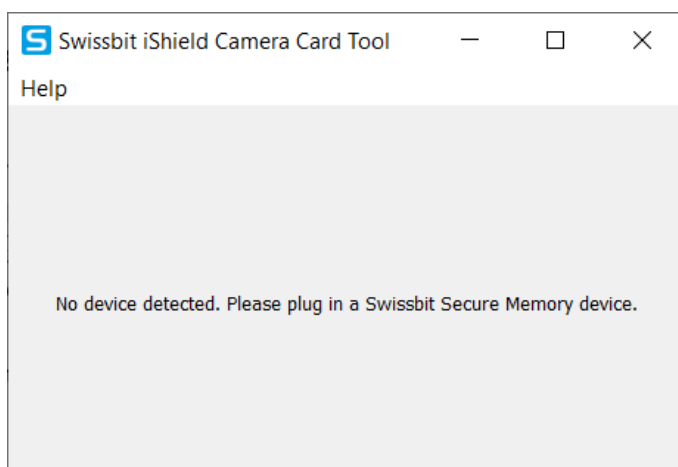 Swissbit iShield Camera Card Tool
Help
No device detected. Please plug in a Swissbit Secure Memory device.